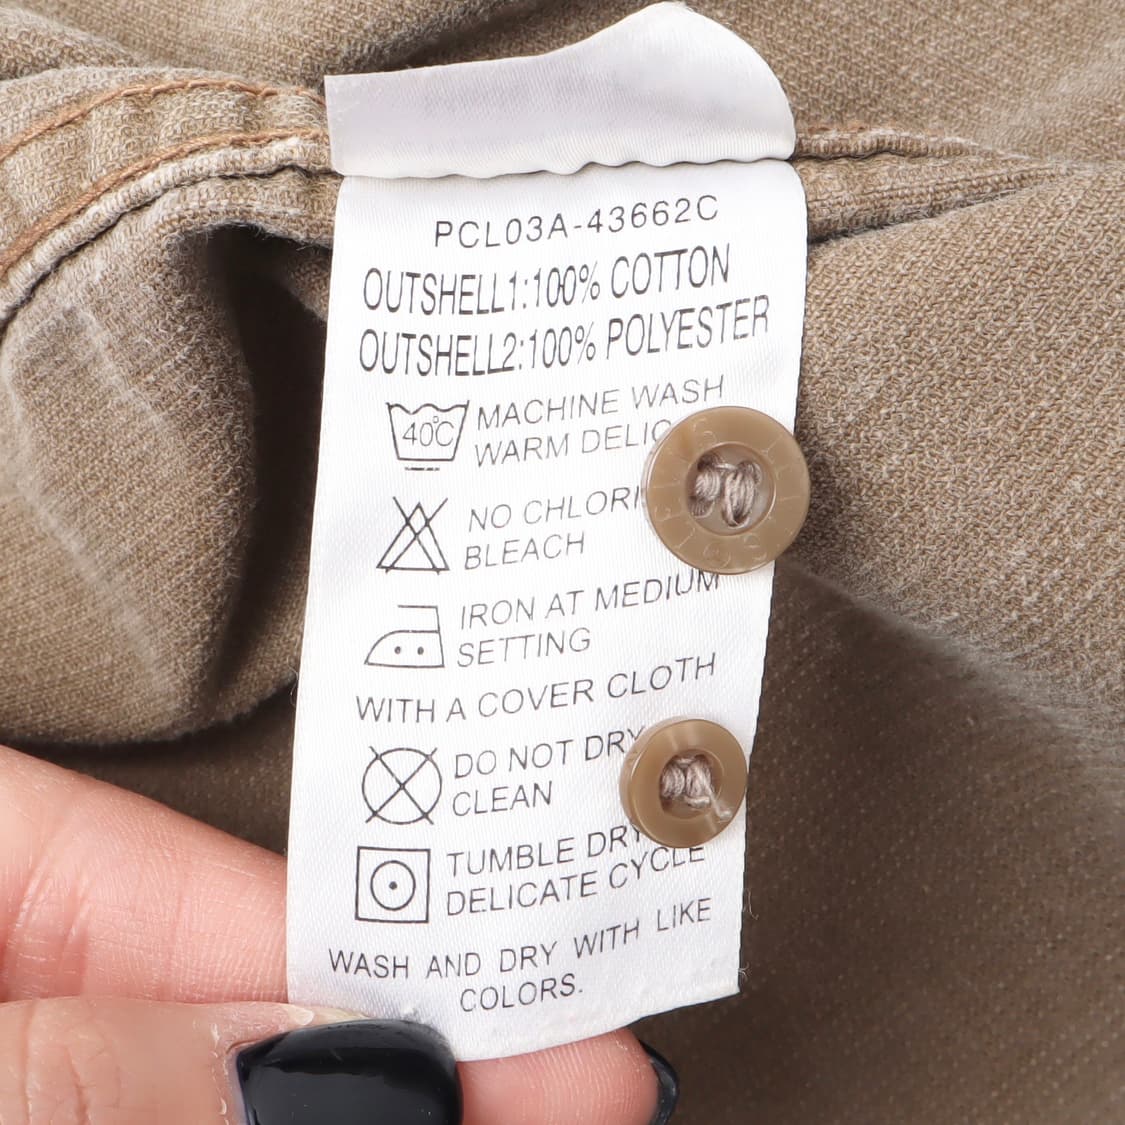 PCL03A-43662C
OUTSHELL1:100% COTTON
OUTSHELL2:100% POLYESTER
40°C
MACHINE WASH
WARM DELIC
NO CHLORI
BLEACH
IRON AT MEDIUM
SETTING
WITH A COVER CLOTH
DO NOT DRY
CLEAN
TUMBLE DRY
DELICATE CYCLE
WASH AND DRY WITH LIKE
COLORS.